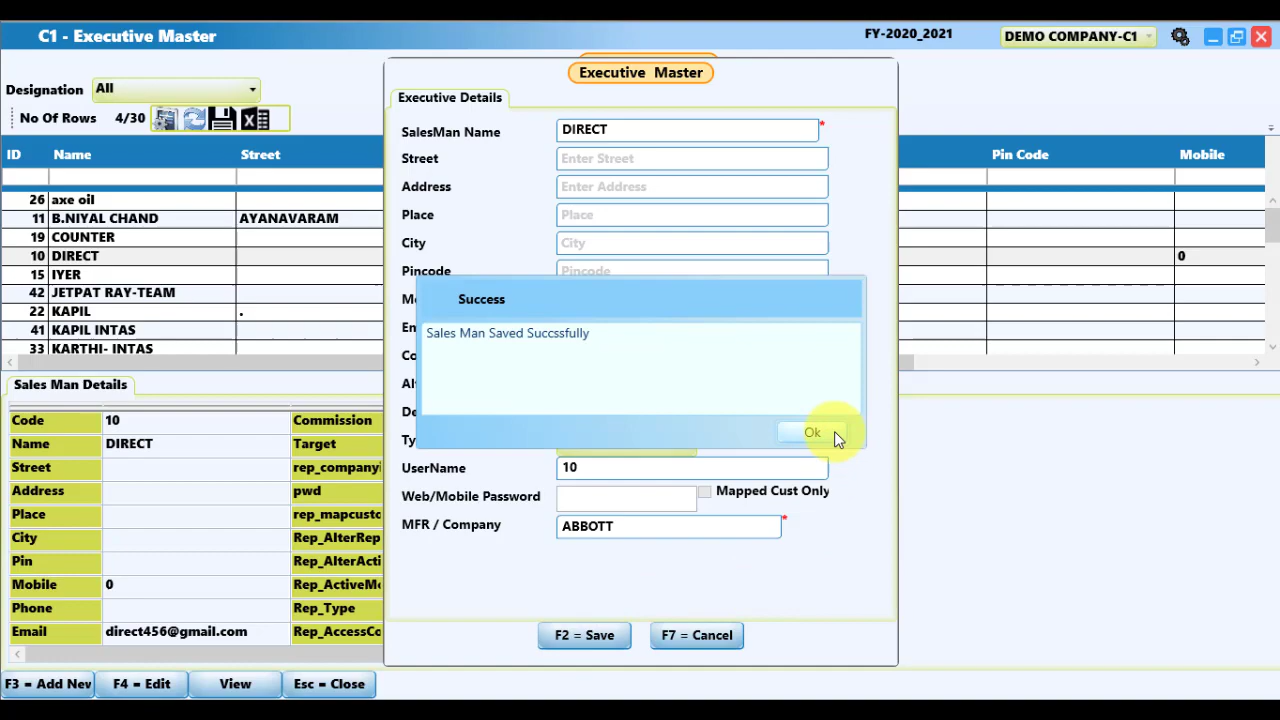 C1 - Executive Master
FY-2020_2021
DEMO COMPANY-C1
Designation All
No Of Rows 4/30
ID Name Street Pin Code Mobile
26 axe oil
11 B.NIYAL CHAND AYANAVARAM
19 COUNTER
10 DIRECT 0
15 IYER
42 JETPAT RAY-TEAM
22 KAPIL .
41 KAPIL INTAS
33 KARTHI- INTAS
Executive Master
Executive Details
SalesMan Name DIRECT *
Street Enter Street
Address Enter Address
Place Place
City City
Pincode Pincode
Success
Sales Man Saved Succssfully
Ok
UserName 10
Web/Mobile Password Mapped Cust Only
MFR / Company ABBOTT *
F2 = Save F7 = Cancel
Sales Man Details
Code 10 Commission
Name DIRECT Target
Street rep_company
Address pwd
Place rep_mapcusto
City Rep_AlterRep
Pin Rep_AlterActi
Mobile 0 Rep_ActiveMo
Phone Rep_Type
Email direct456@gmail.com Rep_AccessCo
F3 = Add New F4 = Edit View Esc = Close